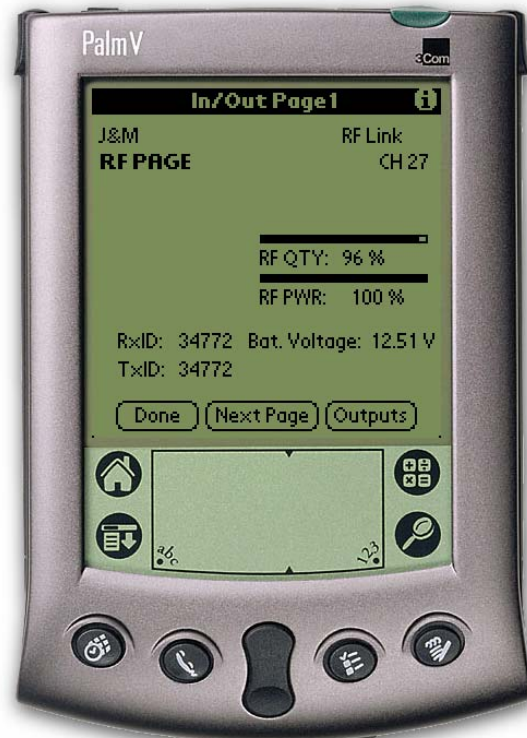 PalmV
3Com
In/Out Page1 i
J&M RF Link
RF PAGE CH 27
RF QTY: 96 %
RF PWR: 100 %
RxID: 34772 Bat. Voltage: 12.51 V
TxID: 34772
Done Next Page Outputs
abc 123